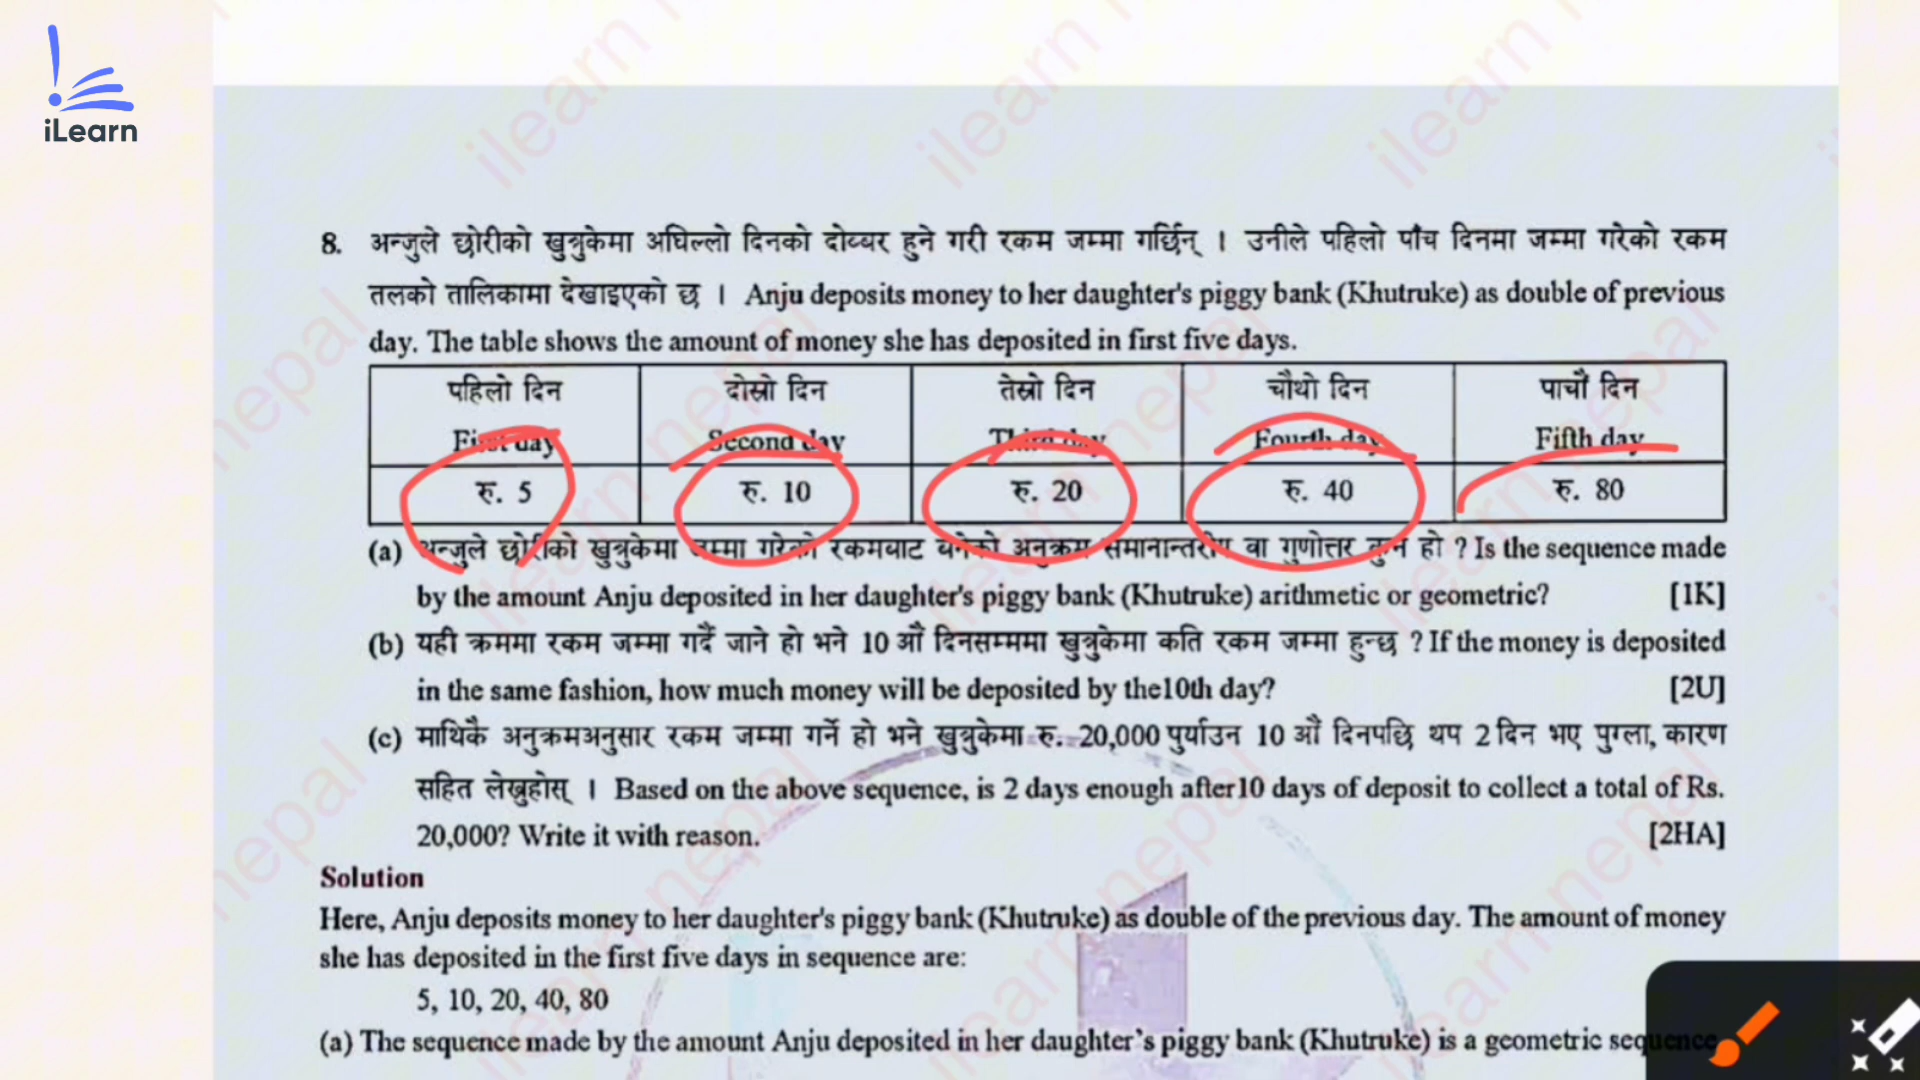 iLearn
8. अन्जुले छोरीको खुत्रुकेमा अघिल्लो दिनको दोब्बर हुने गरी रकम जम्मा गर्छिन् । उनीले पहिलो पाँच दिनमा जम्मा गरेको रकम
तलको तालिकामा देखाइएको छ । Anju deposits money to her daughter's piggy bank (Khutruke) as double of previous
day. The table shows the amount of money she has deposited in first five days.
पहिलो दिन दोस्रो दिन तेस्रो दिन चौथो दिन पाचौं दिन
First day Second day Third day Fourth day Fifth day
रु. 5 रु. 10 रु. 20 रु. 40 रु. 80
(a) अन्जुले छोरीको खुत्रुकेमा जम्मा गरेको रकमबाट बनेको अनुक्रम समानान्तरीय वा गुणोत्तर कुन हो ? Is the sequence made
by the amount Anju deposited in her daughter's piggy bank (Khutruke) arithmetic or geometric? [1K]
(b) यही क्रममा रकम जम्मा गर्दै जाने हो भने 10 औं दिनसम्ममा खुत्रुकेमा कति रकम जम्मा हुन्छ ? If the money is deposited
in the same fashion, how much money will be deposited by the10th day? [2U]
(c) माथिकै अनुक्रमअनुसार रकम जम्मा गर्ने हो भने खुत्रुकेमा रु. 20,000 पुर्याउन 10 औं दिनपछि थप 2 दिन भए पुग्ला, कारण
सहित लेख्नुहोस् । Based on the above sequence, is 2 days enough after10 days of deposit to collect a total of Rs.
20,000? Write it with reason. [2HA]
Solution
Here, Anju deposits money to her daughter's piggy bank (Khutruke) as double of the previous day. The amount of money
she has deposited in the first five days in sequence are:
5, 10, 20, 40, 80
(a) The sequence made by the amount Anju deposited in her daughter's piggy bank (Khutruke) is a geometric sequence